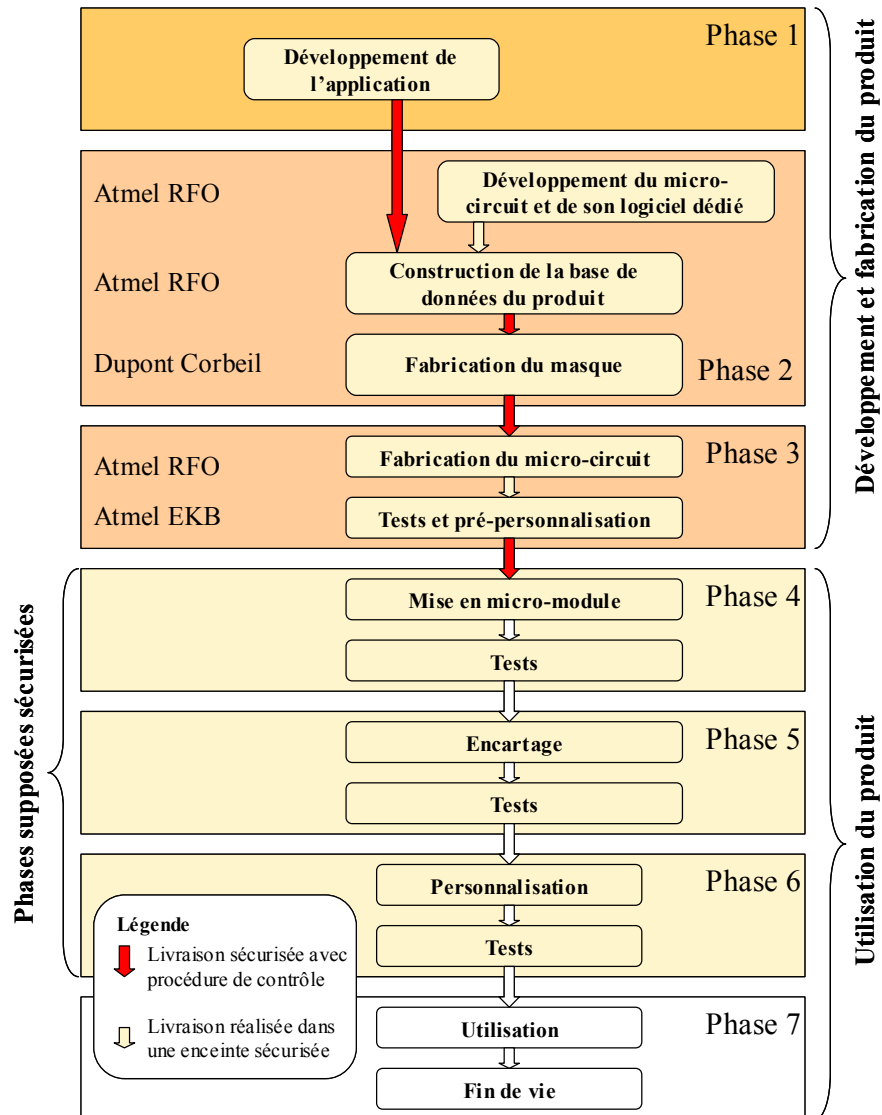 Phase 1
Développement de
l'application
Atmel RFO
Développement du micro-
circuit et de son logiciel dédié
Atmel RFO
Construction de la base de
données du produit
Dupont Corbeil
Fabrication du masque
Phase 2
Développement et fabrication du produit
Phase 3
Atmel RFO
Fabrication du micro-circuit
Atmel EKB
Tests et pré-personnalisation
Phase 4
Mise en micro-module
Tests
Phase 5
Encartage
Tests
Phase 6
Personnalisation
Tests
Phases supposées sécurisées
Utilisation du produit
Légende
Livraison sécurisée avec
procédure de contrôle
Livraison réalisée dans
une enceinte sécurisée
Phase 7
Utilisation
Fin de vie